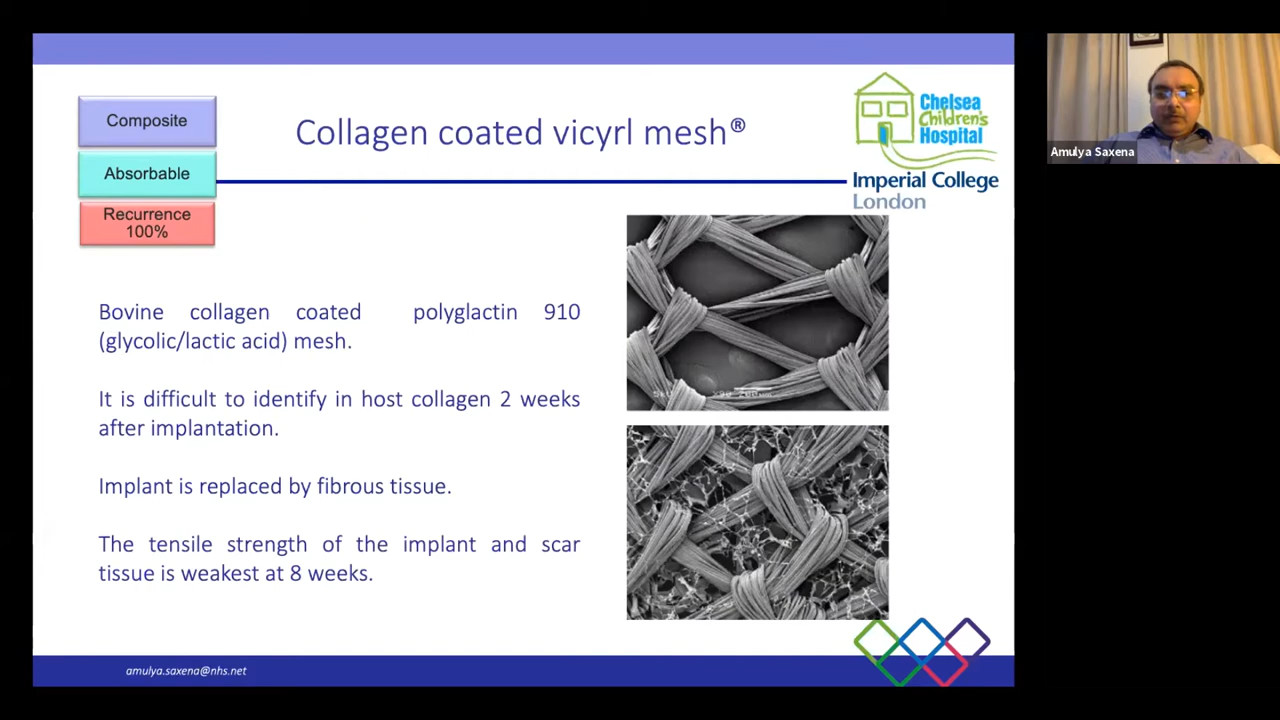 Composite
Absorbable
Recurrence
100%
Collagen coated vicyrl mesh®
Chelsea
Children's
Hospital
Imperial College
London
Amulya Saxena
Bovine collagen coated polyglactin 910
(glycolic/lactic acid) mesh.
It is difficult to identify in host collagen 2 weeks
after implantation.
Implant is replaced by fibrous tissue.
The tensile strength of the implant and scar
tissue is weakest at 8 weeks.
amulya.saxena@nhs.net